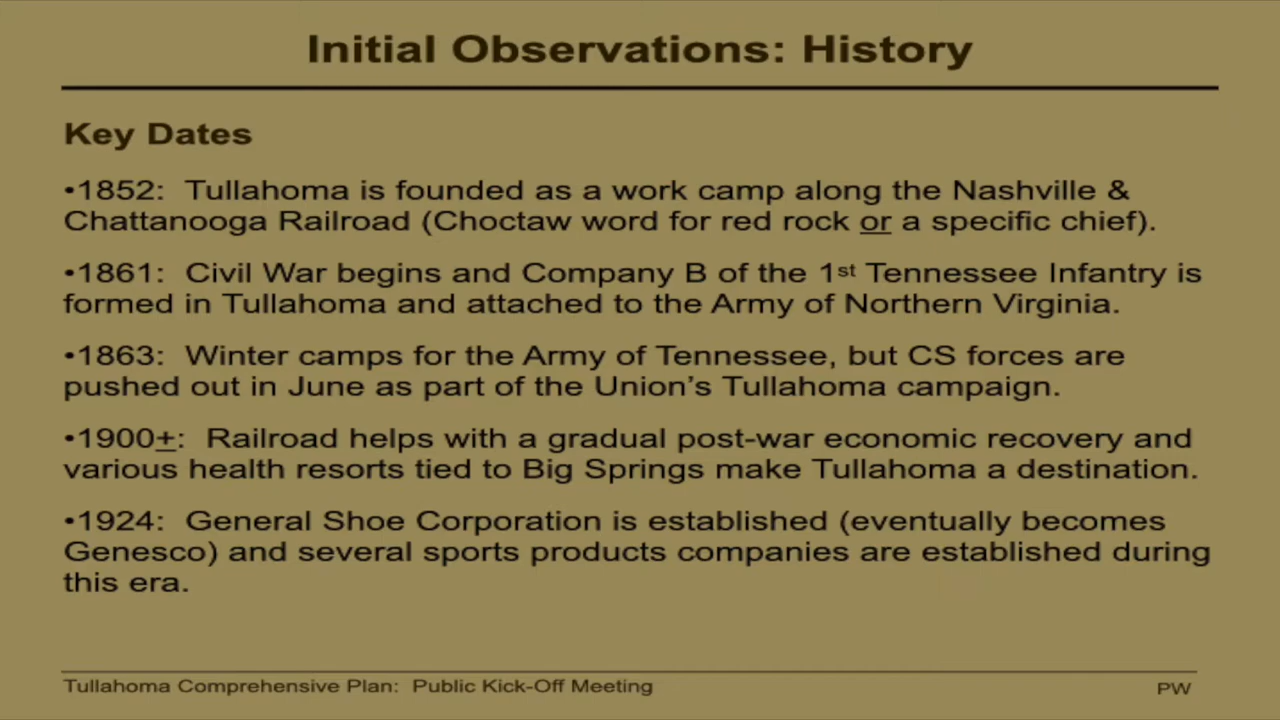 Initial Observations: History
Key Dates
•1852: Tullahoma is founded as a work camp along the Nashville &
Chattanooga Railroad (Choctaw word for red rock or a specific chief).
•1861: Civil War begins and Company B of the 1st Tennessee Infantry is
formed in Tullahoma and attached to the Army of Northern Virginia.
•1863: Winter camps for the Army of Tennessee, but CS forces are
pushed out in June as part of the Union’s Tullahoma campaign.
•1900+: Railroad helps with a gradual post-war economic recovery and
various health resorts tied to Big Springs make Tullahoma a destination.
•1924: General Shoe Corporation is established (eventually becomes
Genesco) and several sports products companies are established during
this era.
Tullahoma Comprehensive Plan: Public Kick-Off Meeting
PW